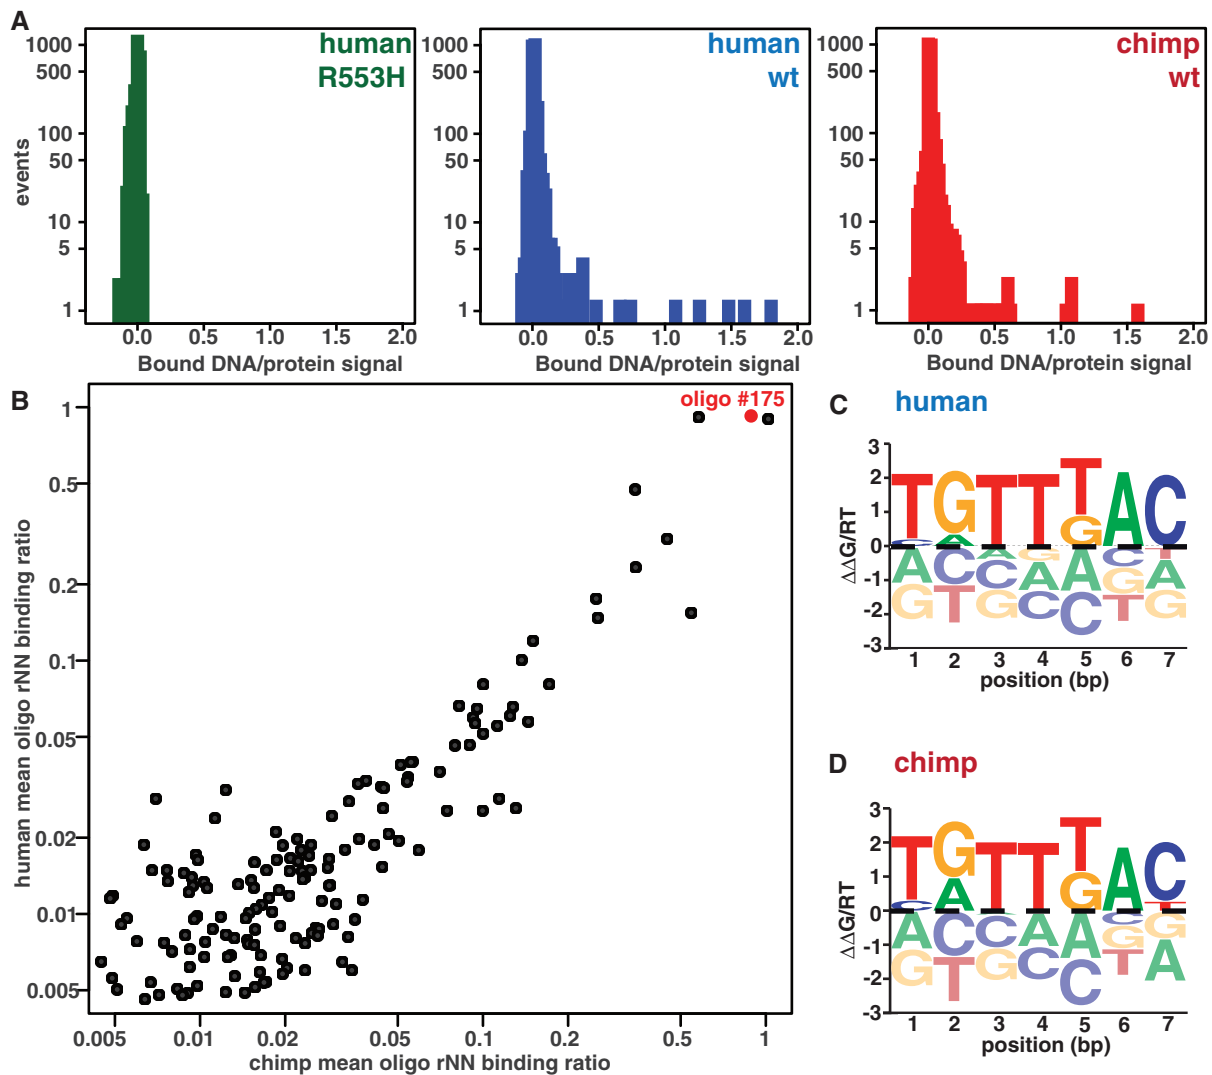 A
human
R553H
human
wt
chimp
wt
1000
500
100
50
10
5
1
events
0.0 0.5 1.0 1.5 2.0
Bound DNA/protein signal
1000
500
100
50
10
5
1
0.0 0.5 1.0 1.5 2.0
Bound DNA/protein signal
1000
500
100
50
10
5
1
0.0 0.5 1.0 1.5 2.0
Bound DNA/protein signal
B
oligo #175
1
0.5
0.2
0.1
0.05
0.02
0.01
0.005
human mean oligo rNN binding ratio
0.005 0.01 0.02 0.05 0.1 0.2 0.5 1
chimp mean oligo rNN binding ratio
C human
3
2
1
0
-1
-2
-3
ΔΔG/RT
T G T T T A C
C A G
A C A G A C T
G T C A C G A
G C T G
1 2 3 4 5 6 7
position (bp)
D chimp
3
2
1
0
-1
-2
-3
ΔΔG/RT
T G T T T A C
C A G T
A C C A A C G
G T G C C G A
T
1 2 3 4 5 6 7
position (bp)